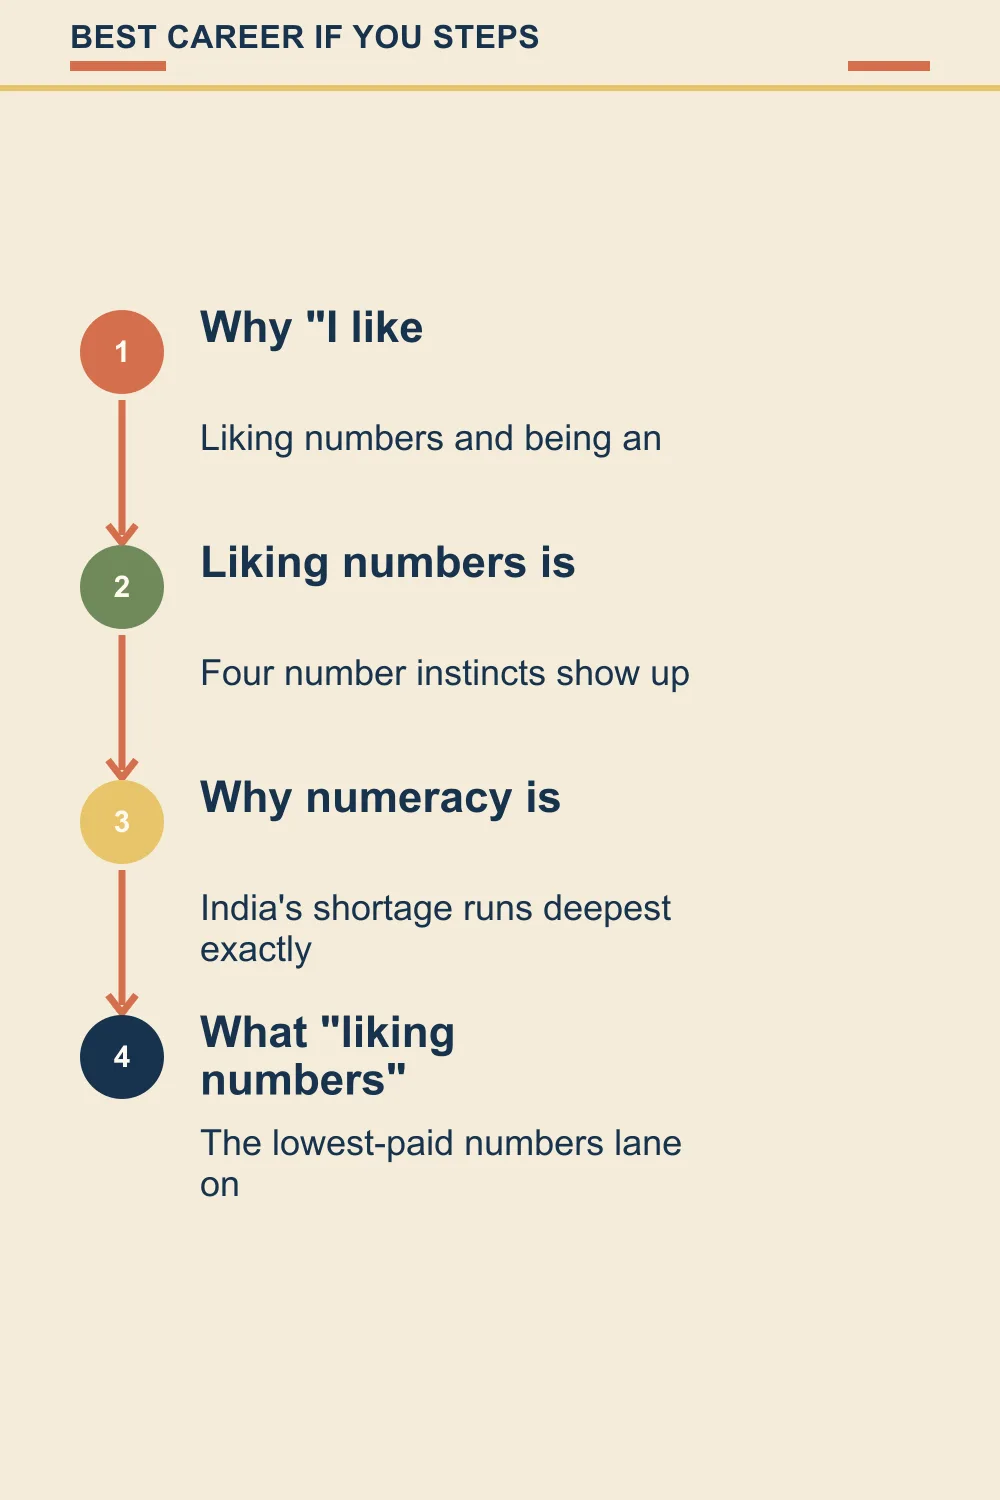 BEST CAREER IF YOU STEPS
1
Why "I like
Liking numbers and being an
2
Liking numbers is
Four number instincts show up
3
Why numeracy is
India's shortage runs deepest
exactly
4
What "liking
numbers"
The lowest-paid numbers lane
on